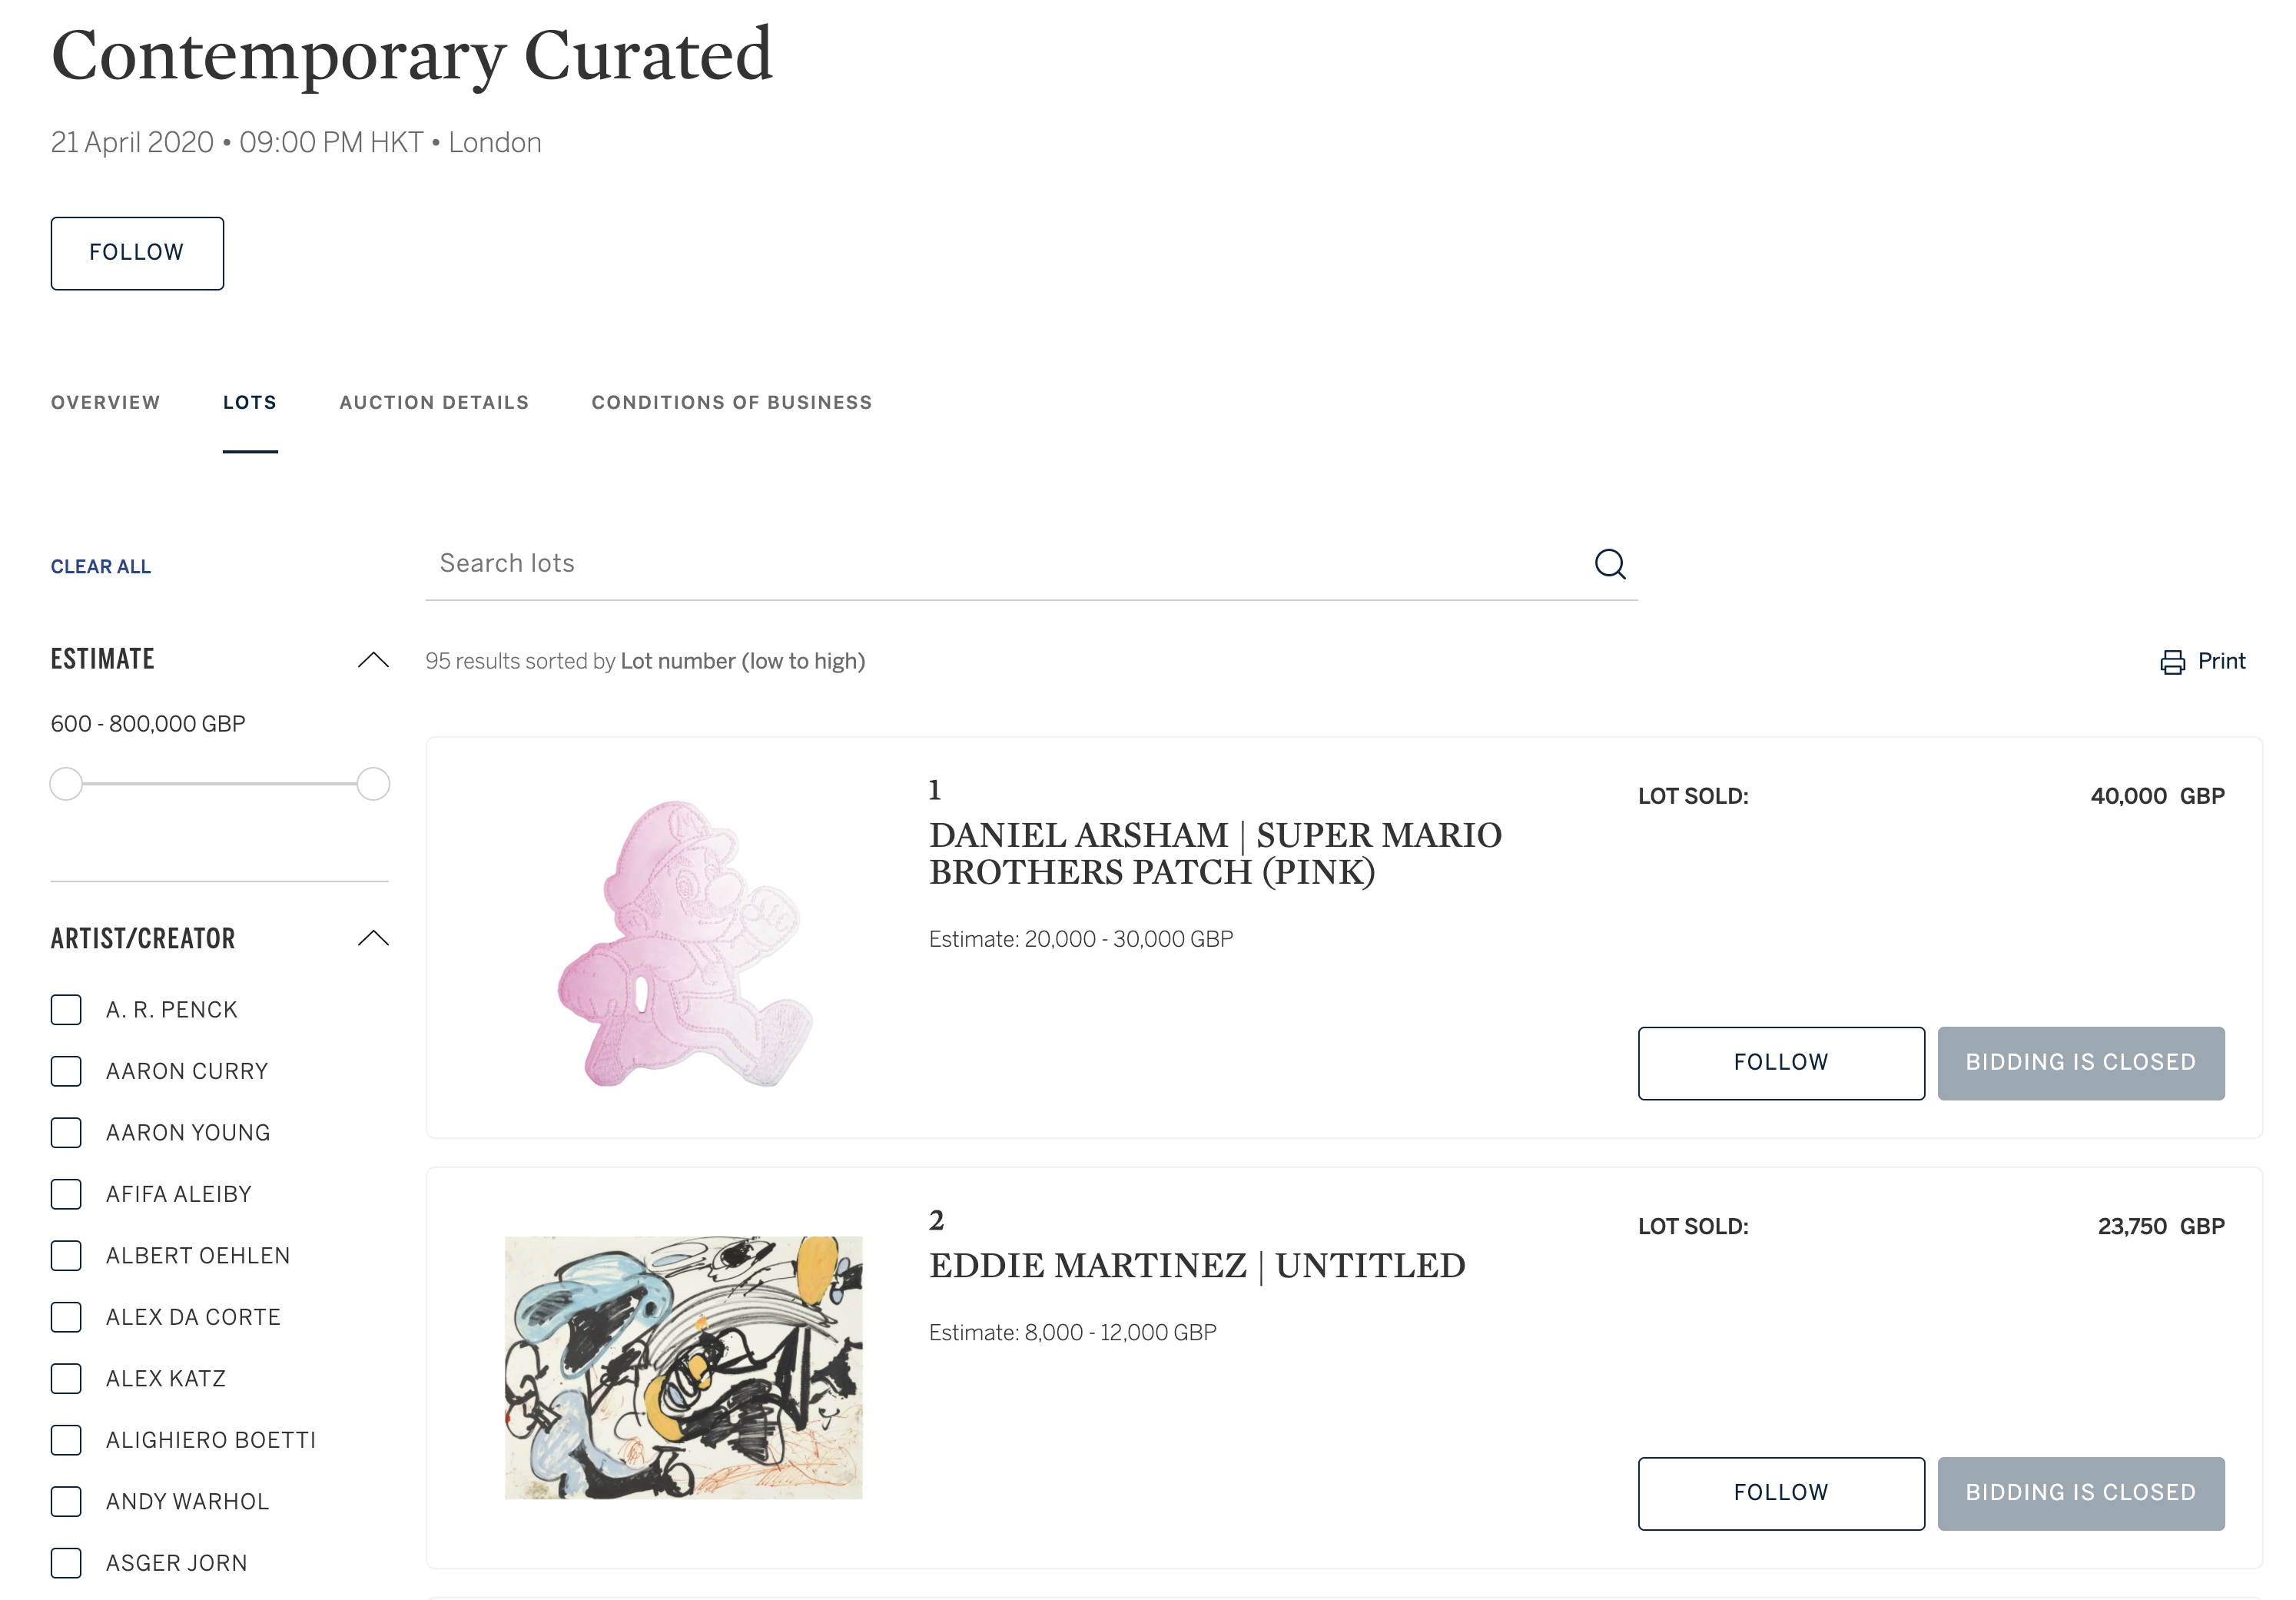 Contemporary Curated
21 April 2020 • 09:00 PM HKT • London
FOLLOW
OVERVIEW LOTS AUCTION DETAILS CONDITIONS OF BUSINESS
CLEAR ALL
Search lots
ESTIMATE
600 - 800,000 GBP
ARTIST/CREATOR
A. R. PENCK
AARON CURRY
AARON YOUNG
AFIFA ALEIBY
ALBERT OEHLEN
ALEX DA CORTE
ALEX KATZ
ALIGHIERO BOETTI
ANDY WARHOL
ASGER JORN
95 results sorted by Lot number (low to high)
Print
1
DANIEL ARSHAM | SUPER MARIO
BROTHERS PATCH (PINK)
Estimate: 20,000 - 30,000 GBP
LOT SOLD: 40,000 GBP
FOLLOW BIDDING IS CLOSED
M
2
EDDIE MARTINEZ | UNTITLED
Estimate: 8,000 - 12,000 GBP
LOT SOLD: 23,750 GBP
FOLLOW BIDDING IS CLOSED